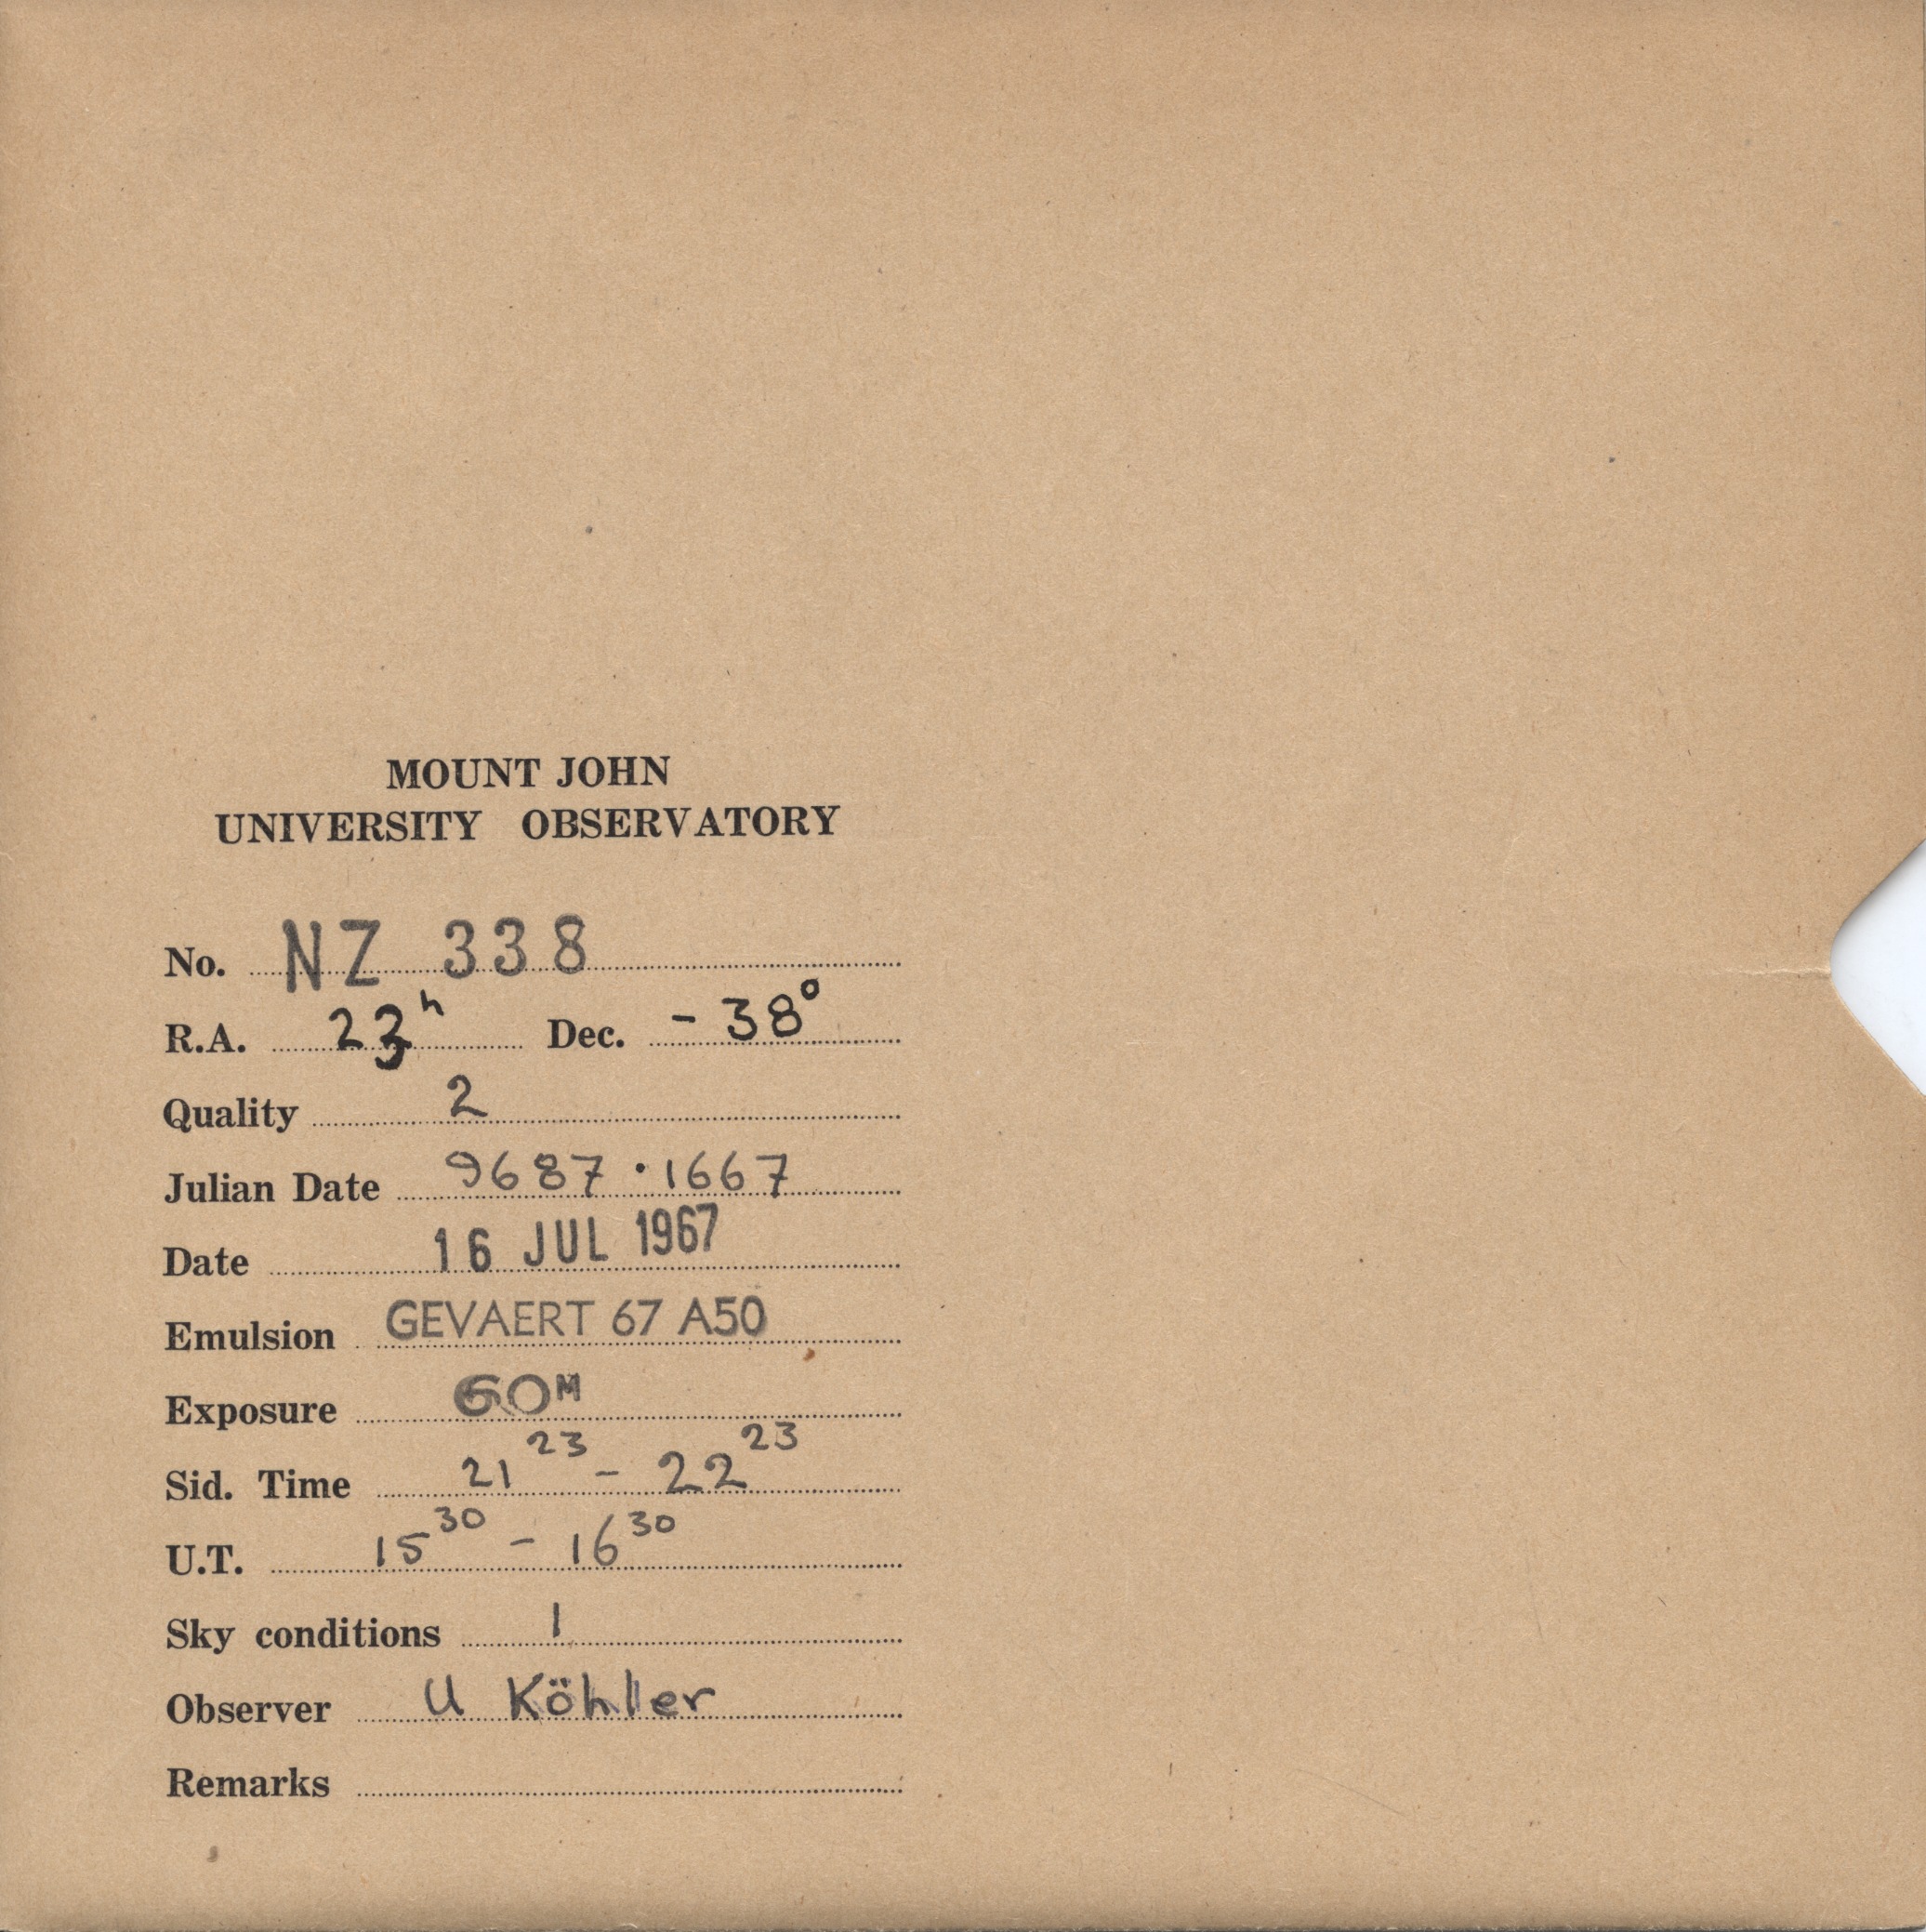 MOUNT JOHN
UNIVERSITY OBSERVATORY
No. NZ 338
R.A. 23h Dec. - 38°
Quality 2
Julian Date 9687·1667
Date 16 JUL 1967
Emulsion GEVAERT 67 A50
Exposure 60M
Sid. Time 21 23 - 22 23
U.T. 15 30 - 16 30
Sky conditions 1
Observer U Köhler
Remarks